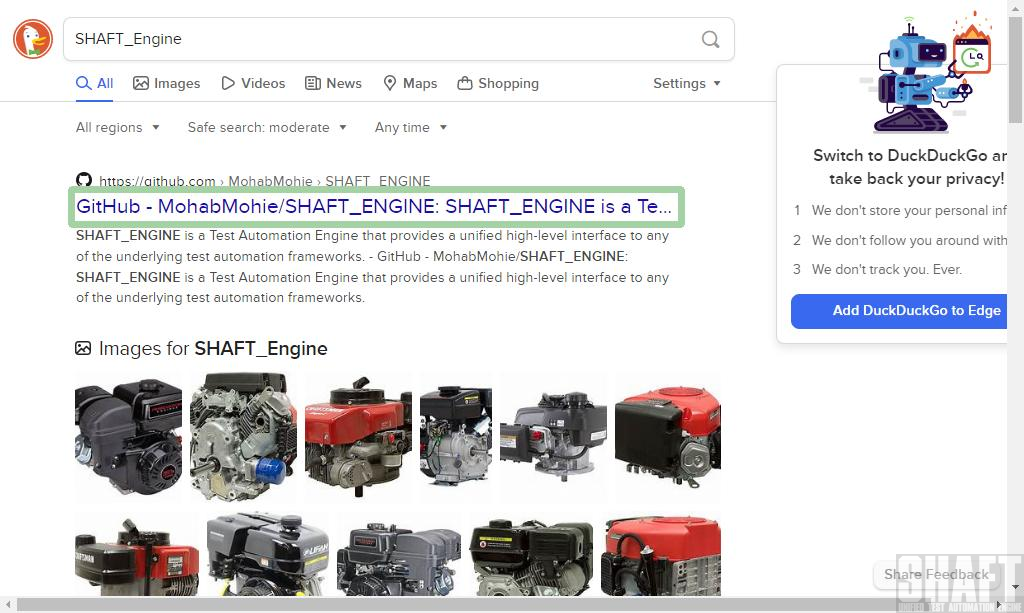 SHAFT_Engine
All
Images
Videos
News
Maps
Shopping
Settings
All regions
Safe search: moderate
Any time
https://github.com › MohabMohie › SHAFT_ENGINE
GitHub - MohabMohie/SHAFT_ENGINE: SHAFT_ENGINE is a Te...
SHAFT_ENGINE is a Test Automation Engine that provides a unified high-level interface to any
of the underlying test automation frameworks. - GitHub - MohabMohie/SHAFT_ENGINE:
SHAFT_ENGINE is a Test Automation Engine that provides a unified high-level interface to any
of the underlying test automation frameworks.
Images for SHAFT_Engine
Switch to DuckDuckGo an
take back your privacy!
1 We don't store your personal inf
2 We don't follow you around with
3 We don't track you. Ever.
Add DuckDuckGo to Edge
Share Feedback
SHAFT